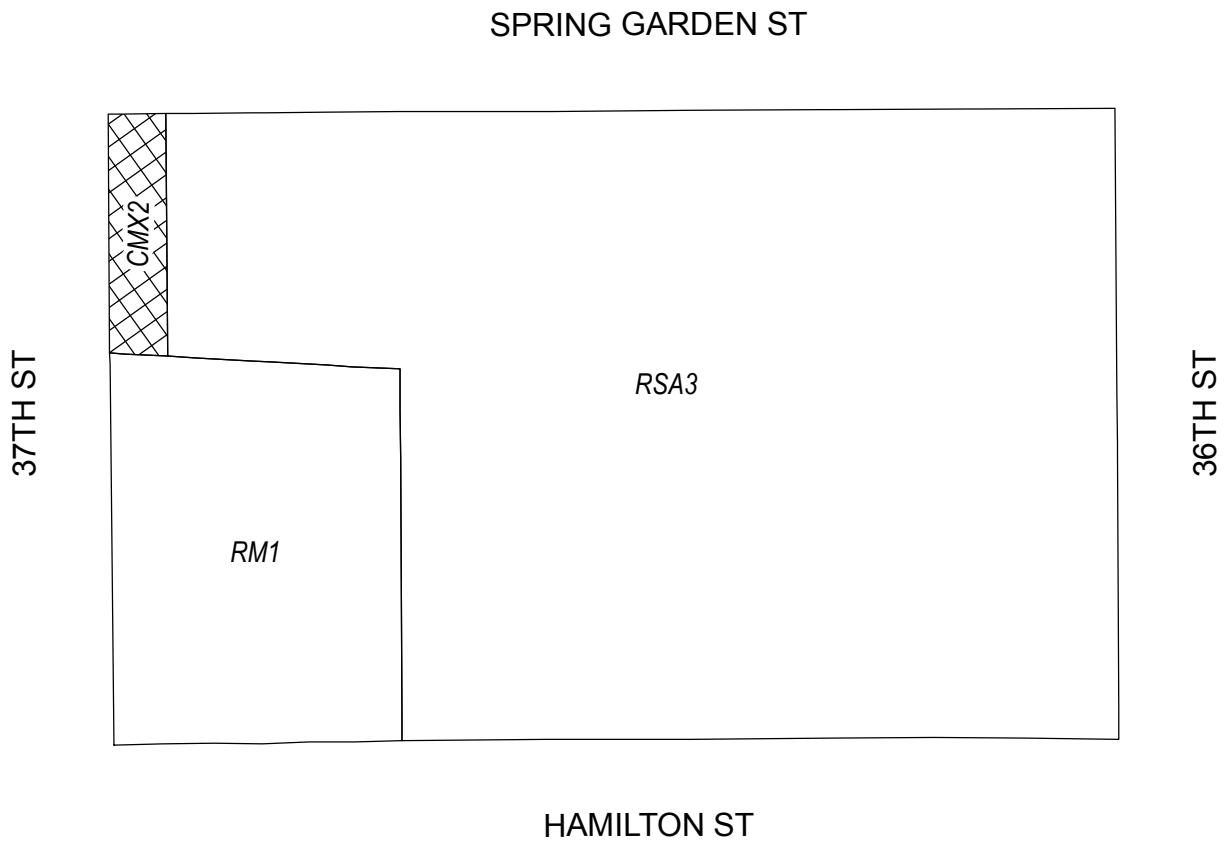 SPRING GARDEN ST
CMX2
37TH ST
RSA3
36TH ST
RM1
HAMILTON ST